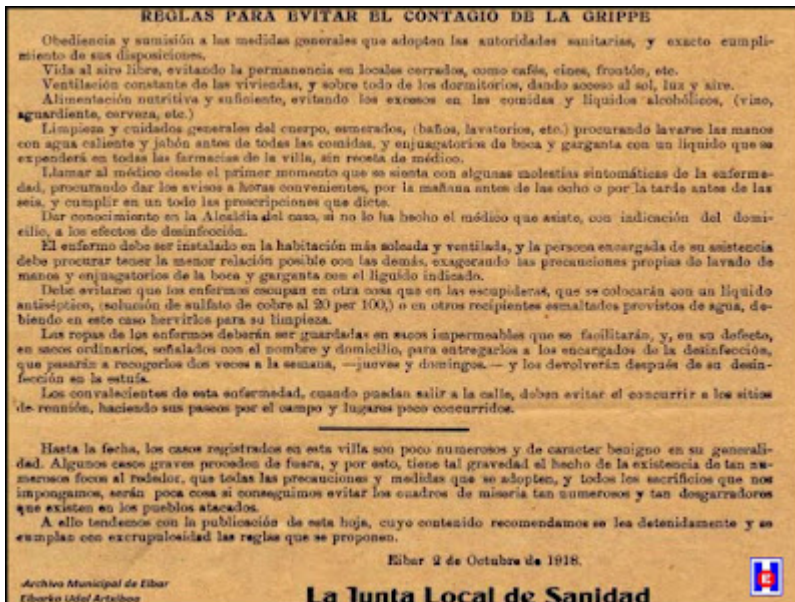 REGLAS PARA EVITAR EL CONTAGIO DE LA GRIPPE
Obediencia y sumisión a las medidas generales que adopten las autoridades sanitarias, y exacto cumpli-
miento de sus disposiciones.
Vida al aire libre, evitando la permanencia en locales cerrados, como cafés, cines, frontón, etc.
Ventilación constante de las viviendas, y sobre todo de los dormitorios, dando acceso al sol, luz y aire.
Alimentación nutritiva y suficiente, evitando los excesos en las comidas y líquidos alcohólicos, (vino,
aguardiente, cerveza, etc.)
Limpieza y cuidados generales del cuerpo, esmerados, (baños, lavatorios, etc.) procurando lavarse las manos
con agua caliente y jabón antes de todas las comidas, y enjuagatorios de boca y garganta con un líquido que se
expenderá en todas las farmacias de la villa, sin receta de médico.
Llamar al médico desde el primer momento que se sienta con algunas molestias sintomáticas de la enferme-
dad, procurando dar los avisos a horas convenientes, por la mañana antes de las ocho o por la tarde antes de las
seis, y cumplir en un todo las prescripciones que dicte.
Dar conocimiento en la Alcaldía del caso, si no lo ha hecho el médico que asiste, con indicación del domi-
cilio, a los efectos de desinfección.
El enfermo debe ser instalado en la habitación más soleada y ventilada, y la persona encargada de su asistencia
debe procurar tener la menor relación posible con las demás, exagerando las precauciones propias de lavado de
manos y enjuagatorios de la boca y garganta con el líguido indicado.
Debe evitarse que los enfermos escupan en otra cosa que en las escupideras, que se colocarán con un líquido
antiséptico, (solución de sulfato de cobre al 20 per 100,) o en otros recipientes esmaltados provistos de agua, de-
biendo en este caso hervirlos para su limpieza.
Las ropas de los enfermos deberán ser guardadas en sacos impermeables que se facilitarán, y, en su defecto,
en sacos ordinarios, señalados con el nombre y domicilio, para entregarlos a los encargados de la desinfección,
que pasarán a recogerlos dos veces a la semana, —jueves y domingos.— y los devolverán después de su desin-
fección en la estufa.
Los convalecientes de esta enfermedad, cuando puedan salir a la calle, deben evitar el concurrir a los sitios
de reunión, haciendo sus paseos por el campo y lugares poco concurridos.
Hasta la fecha, los casos registrados en esta villa son poco numerosos y de caracter benigno en su generali-
dad. Algunos casos graves proceden de fuera, y por esto, tiene tal gravedad el hecho de la existencia de tan nu-
merosos focos al rededor, que todas las precauciones y medidas que se adopten, y todos los sacrificios que nos
impongamos, serán poca cosa si conseguimos evitar los cuadros de miseria tan numerosos y tan desgarradores
que existen en los pueblos atacados.
A ello tendemos con la publicación de esta hoja, cuyo contenido recomendamos se lea detenidamente y se
cumplan con excrupulosidad las reglas que se proponen.
Eibar 2 de Octubre de 1918.
La Junta Local de Sanidad
Archivo Municipal de Eibar
Eibarko Udal Artxiboa